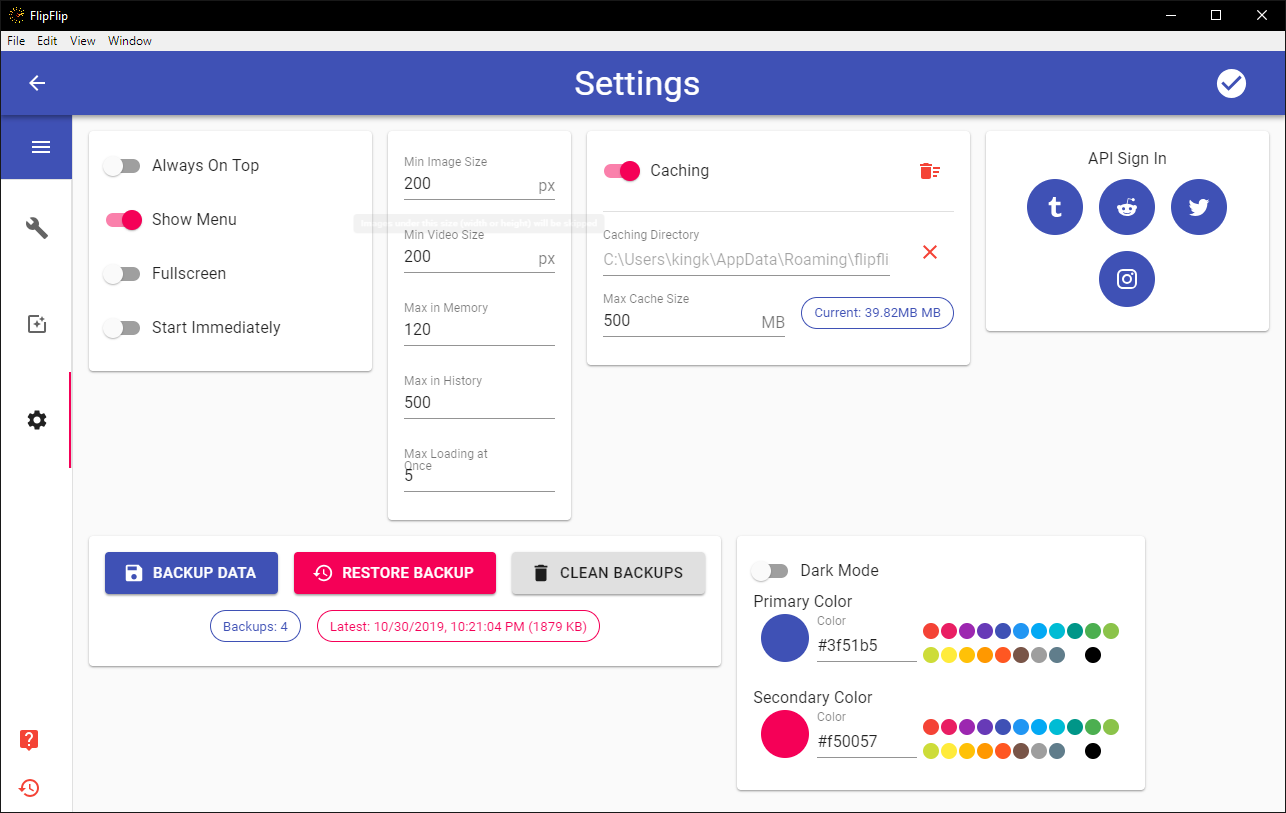 FlipFlip
File Edit View Window
Settings
Always On Top
Show Menu
Fullscreen
Start Immediately
Min Image Size
200 px
Min Video Size
200 px
Max in Memory
120
Max in History
500
Max Loading at
Once
5
Caching
Caching Directory
C:\Users\kingk\AppData\Roaming\flipfli
Max Cache Size
500 MB
Current: 39.82MB MB
API Sign In
BACKUP DATA
RESTORE BACKUP
CLEAN BACKUPS
Backups: 4
Latest: 10/30/2019, 10:21:04 PM (1879 KB)
Dark Mode
Primary Color
Color
#3f51b5
Secondary Color
Color
#f50057